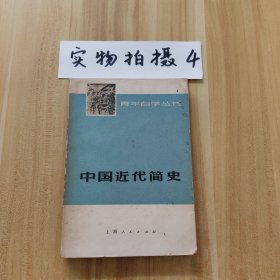 实物拍摄4
青年自学丛书
中国近代简史
上海人民出版社